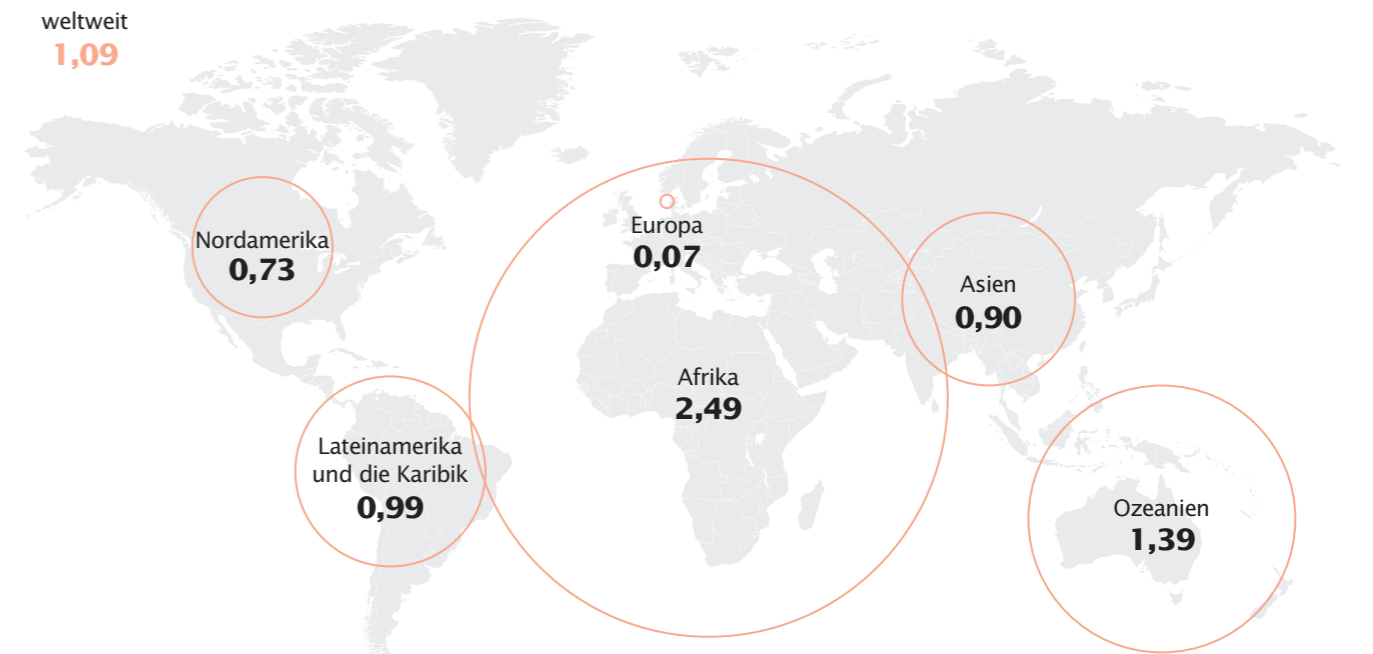 weltweit
1,09
Nordamerika
0,73
Europa
0,07
Asien
0,90
Afrika
2,49
Lateinamerika
und die Karibik
0,99
Ozeanien
1,39